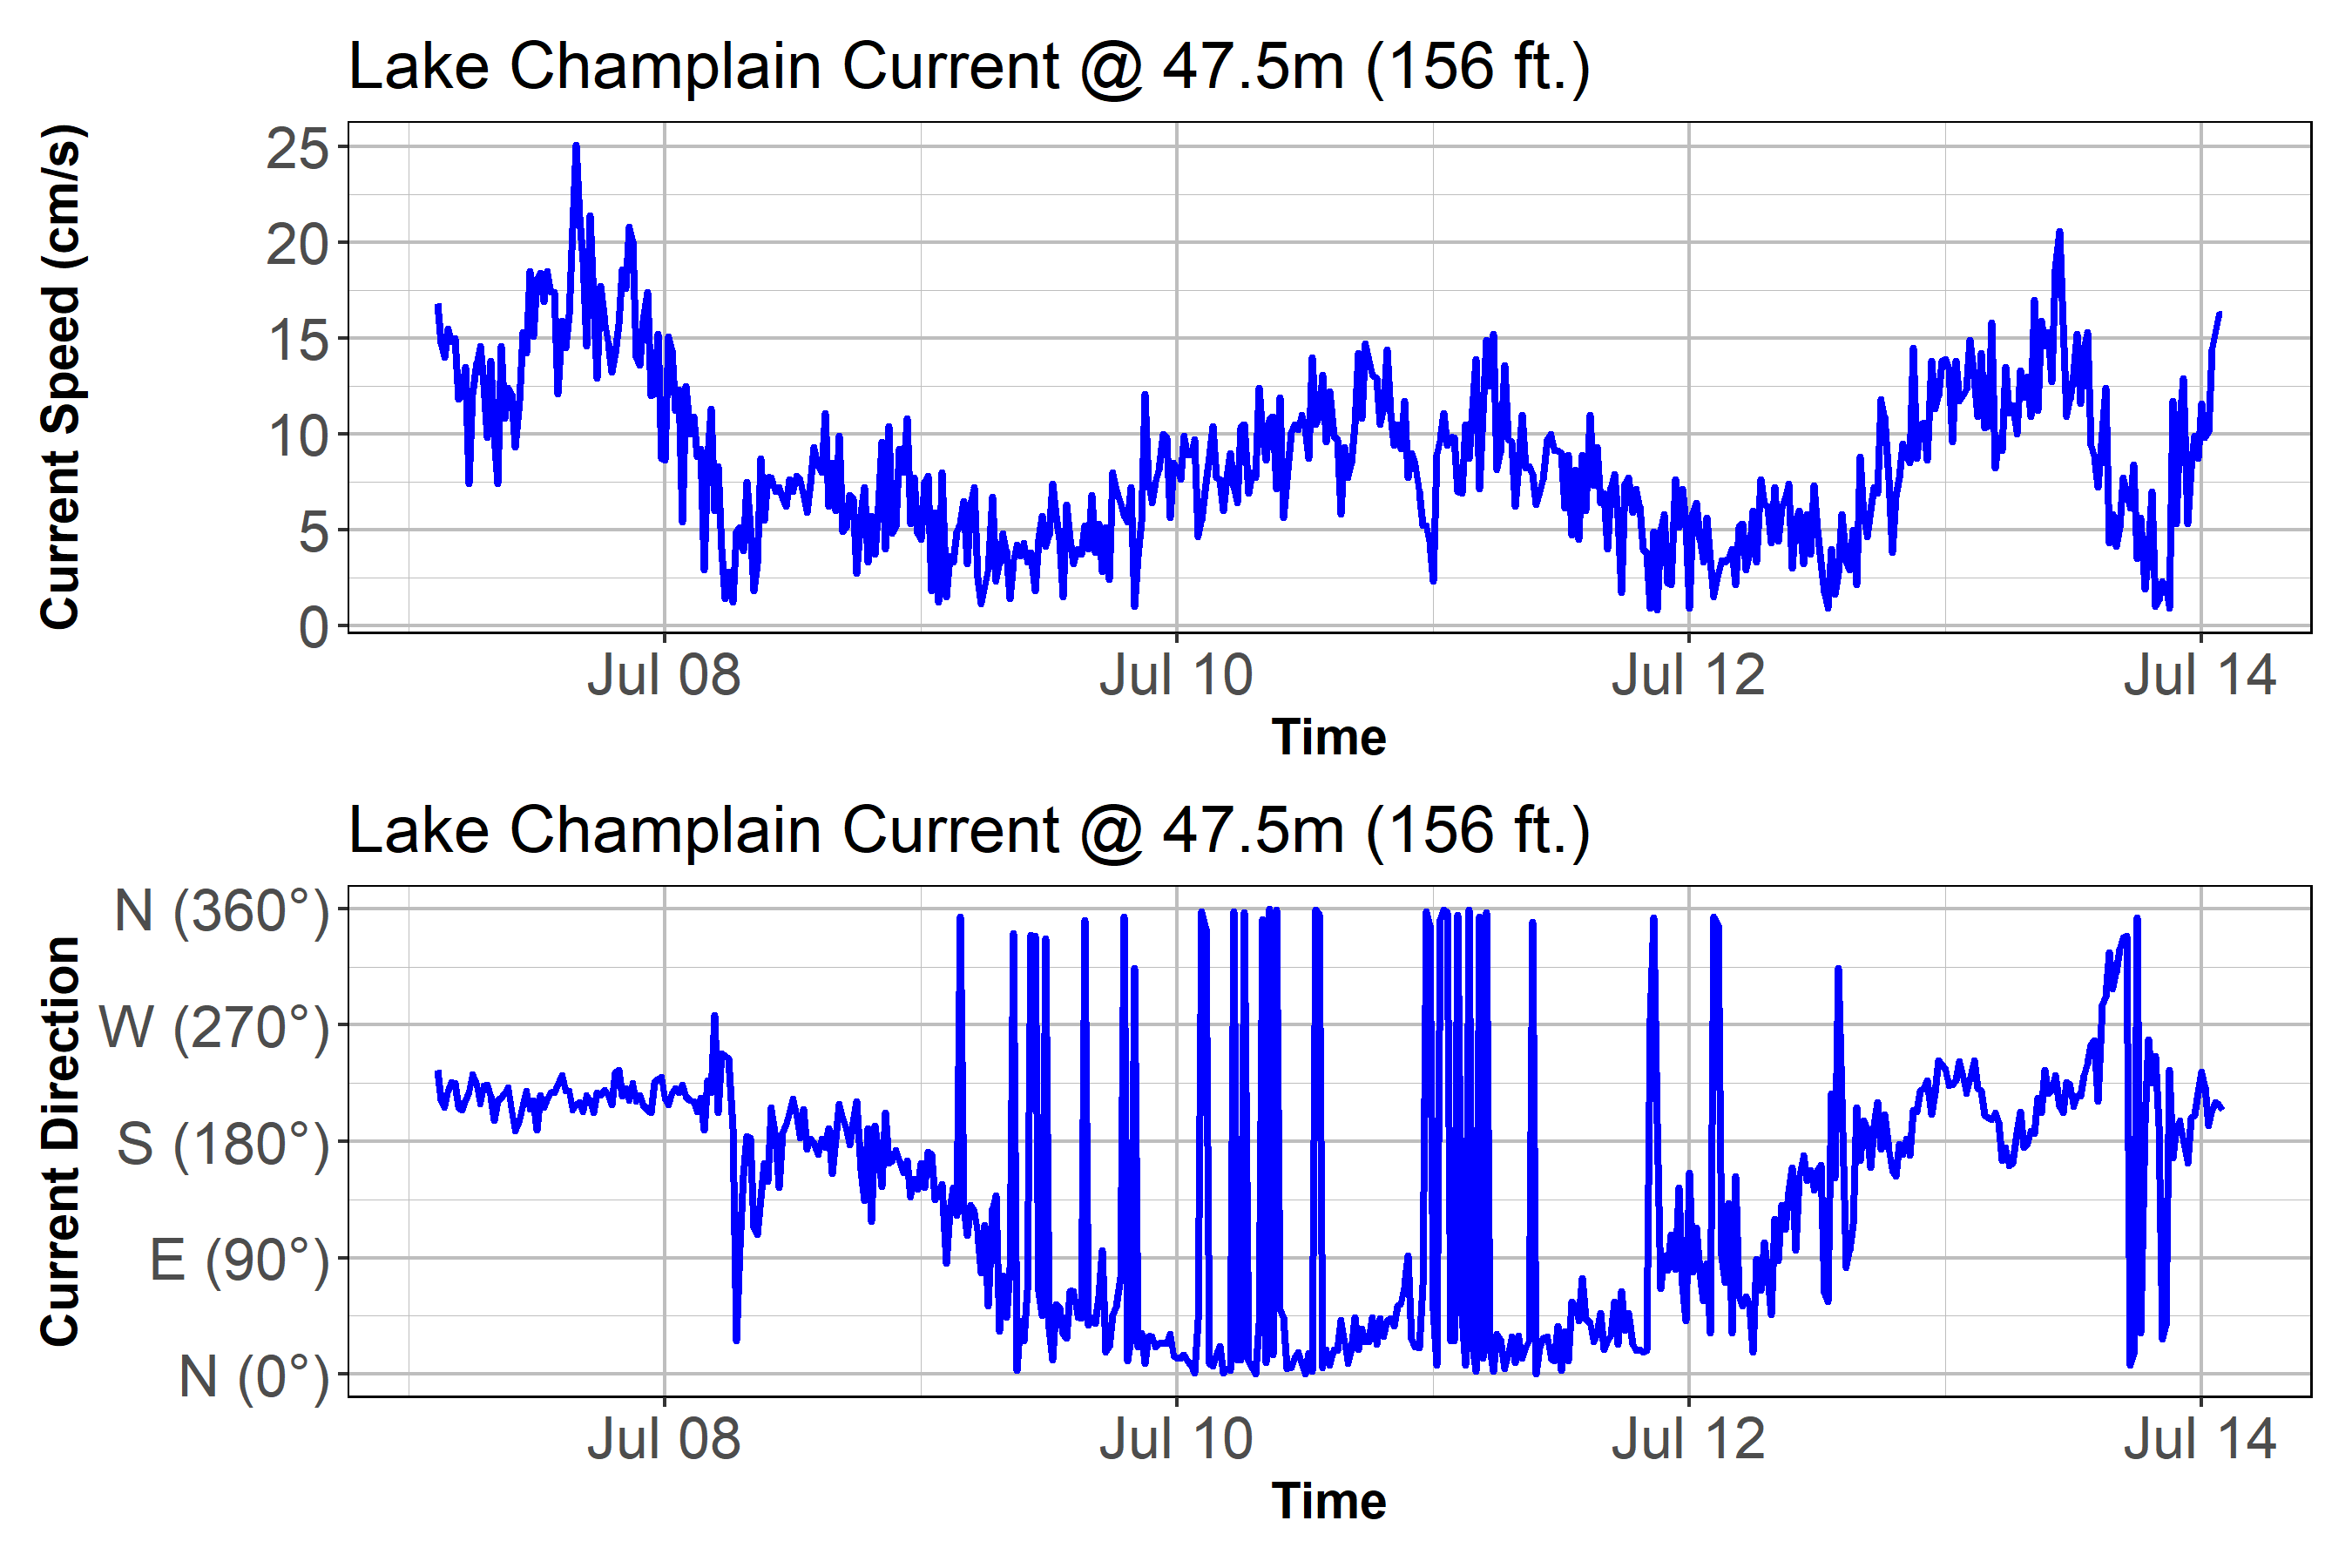 Lake Champlain Current @ 47.5m (156 ft.)
Current Speed (cm/s)
25
20
15
10
5
0
Jul 08 Jul 10 Jul 12 Jul 14
Time
Lake Champlain Current @ 47.5m (156 ft.)
Current Direction
N (360°)
W (270°)
S (180°)
E (90°)
N (0°)
Jul 08 Jul 10 Jul 12 Jul 14
Time